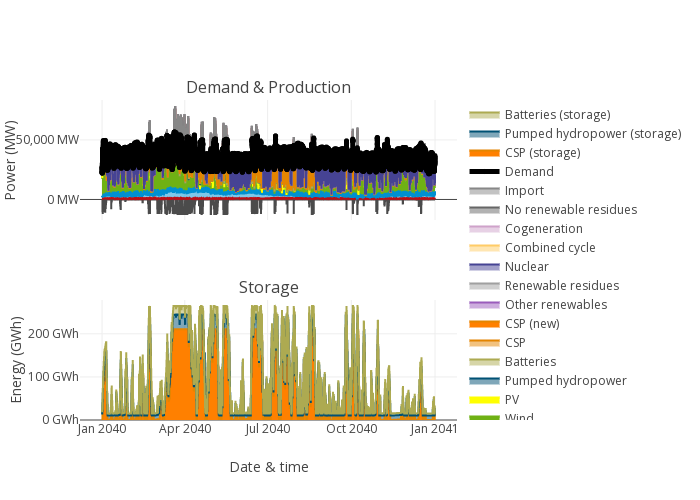 Demand & Production
Power (MW)
50,000 MW
0 MW
Storage
Energy (GWh)
200 GWh
100 GWh
0 GWh
Jan 2040
Apr 2040
Jul 2040
Oct 2040
Jan 2041
Date & time
Batteries (storage)
Pumped hydropower (storage)
CSP (storage)
Demand
Import
No renewable residues
Cogeneration
Combined cycle
Nuclear
Renewable residues
Other renewables
CSP (new)
CSP
Batteries
Pumped hydropower
PV
Wind